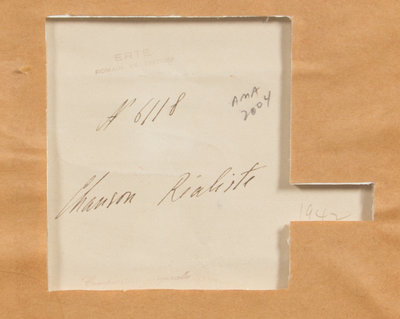 ERTE
ROMAIN DE TIRTOFF
N° 6118
AMA
2004
Chanson Réaliste
1942